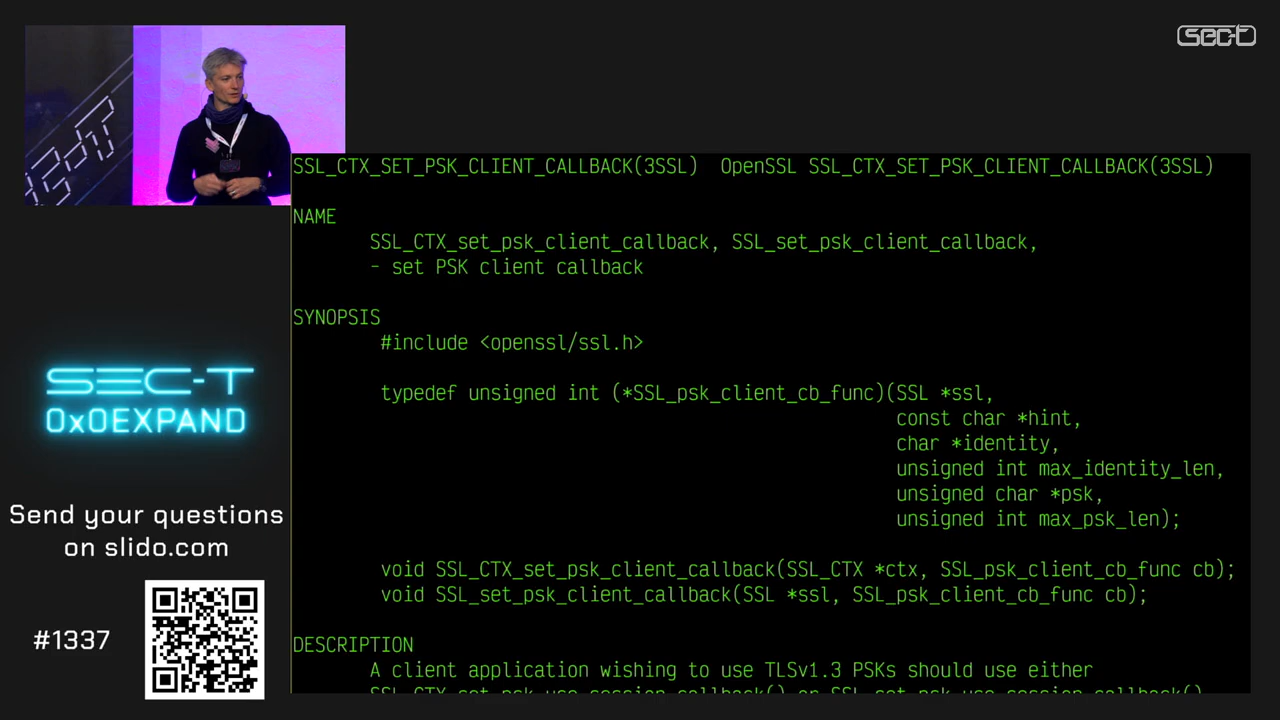 SEC-T
SSL_CTX_SET_PSK_CLIENT_CALLBACK(3SSL)  OpenSSL SSL_CTX_SET_PSK_CLIENT_CALLBACK(3SSL)
NAME
SSL_CTX_set_psk_client_callback, SSL_set_psk_client_callback,
- set PSK client callback
SYNOPSIS
#include <openssl/ssl.h>
typedef unsigned int (*SSL_psk_client_cb_func)(SSL *ssl,
const char *hint,
char *identity,
unsigned int max_identity_len,
unsigned char *psk,
unsigned int max_psk_len);
void SSL_CTX_set_psk_client_callback(SSL_CTX *ctx, SSL_psk_client_cb_func cb);
void SSL_set_psk_client_callback(SSL *ssl, SSL_psk_client_cb_func cb);
DESCRIPTION
A client application wishing to use TLSv1.3 PSKs should use either
SSL_CTX_set_psk_use_session_callback() or SSL_set_psk_use_session_callback()
SEC-T
0x0EXPAND
Send your questions
on slido.com
#1337